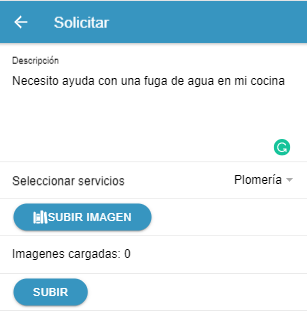 Solicitar
Descripción
Necesito ayuda con una fuga de agua en mi cocina
Seleccionar servicios Plomería
SUBIR IMAGEN
Imagenes cargadas: 0
SUBIR